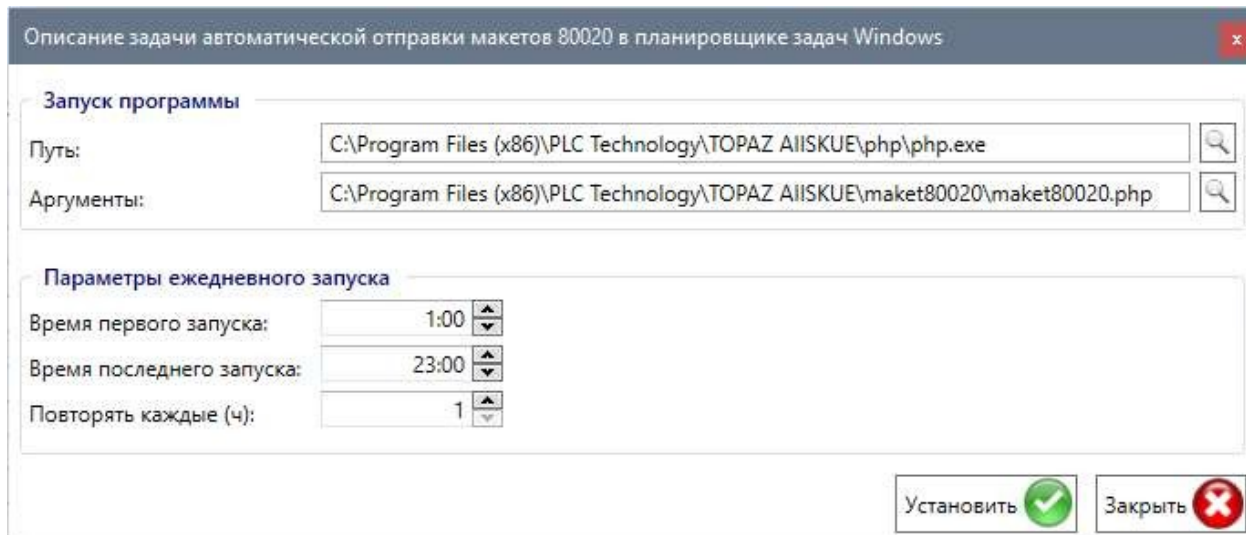 Описание задачи автоматической отправки макетов 80020 в планировщике задач Windows x
Запуск программы
Путь: C:\Program Files (x86)\PLC Technology\TOPAZ AIISKUE\php\php.exe
Аргументы: C:\Program Files (x86)\PLC Technology\TOPAZ AIISKUE\maket80020\maket80020.php
Параметры ежедневного запуска
Время первого запуска: 1:00
Время последнего запуска: 23:00
Повторять каждые (ч): 1
Установить Закрыть